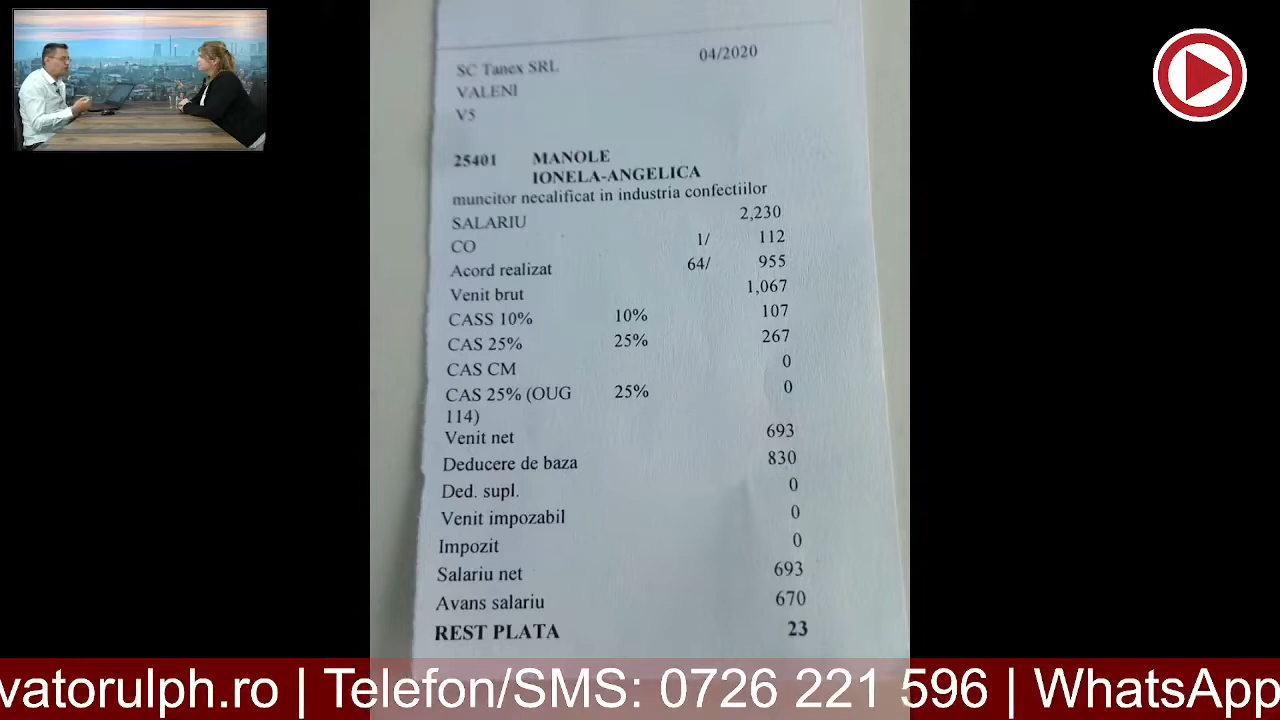 SC Tanex SRL 04/2020
VALENI
V5
25401 MANOLE
IONELA-ANGELICA
muncitor necalificat in industria confectiilor
SALARIU 2,230
CO 1/ 112
Acord realizat 64/ 955
Venit brut 1,067
CASS 10% 10% 107
CAS 25% 25% 267
CAS CM 0
CAS 25% (OUG 25% 0
114)
Venit net 693
Deducere de baza 830
Ded. supl. 0
Venit impozabil 0
Impozit 0
Salariu net 693
Avans salariu 670
REST PLATA 23
vatorulph.ro | Telefon/SMS: 0726 221 596 | WhatsApp